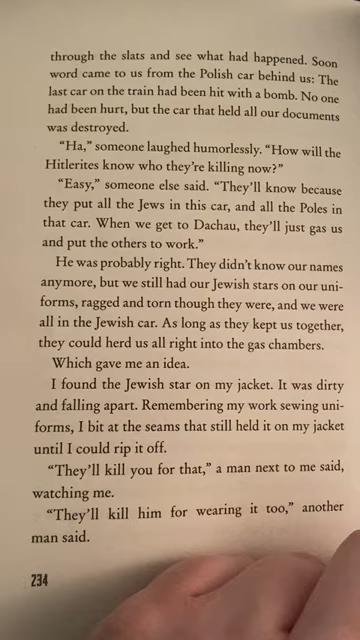 through the slats and see what had happened. Soon
word came to us from the Polish car behind us: The
last car on the train had been hit with a bomb. No one
had been hurt, but the car that held all our documents
was destroyed.
“Ha,” someone laughed humorlessly. “How will the
Hitlerites know who they’re killing now?”
“Easy,” someone else said. “They’ll know because
they put all the Jews in this car, and all the Poles in
that car. When we get to Dachau, they’ll just gas us
and put the others to work.”
He was probably right. They didn’t know our names
anymore, but we still had our Jewish stars on our uni-
forms, ragged and torn though they were, and we were
all in the Jewish car. As long as they kept us together,
they could herd us all right into the gas chambers.
Which gave me an idea.
I found the Jewish star on my jacket. It was dirty
and falling apart. Remembering my work sewing uni-
forms, I bit at the seams that still held it on my jacket
until I could rip it off.
“They’ll kill you for that,” a man next to me said,
watching me.
“They’ll kill him for wearing it too,” another
man said.
234